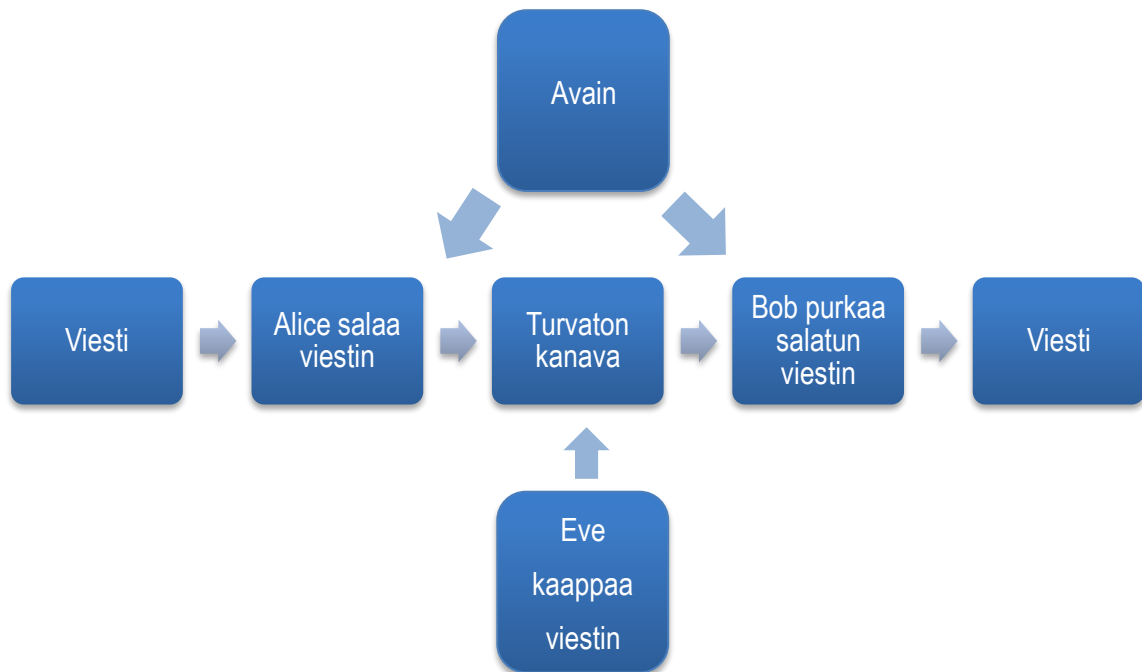 Avain
Viesti
Alice salaa
viestin
Turvaton
kanava
Bob purkaa
salatun
viestin
Viesti
Eve
kaappaa
viestin